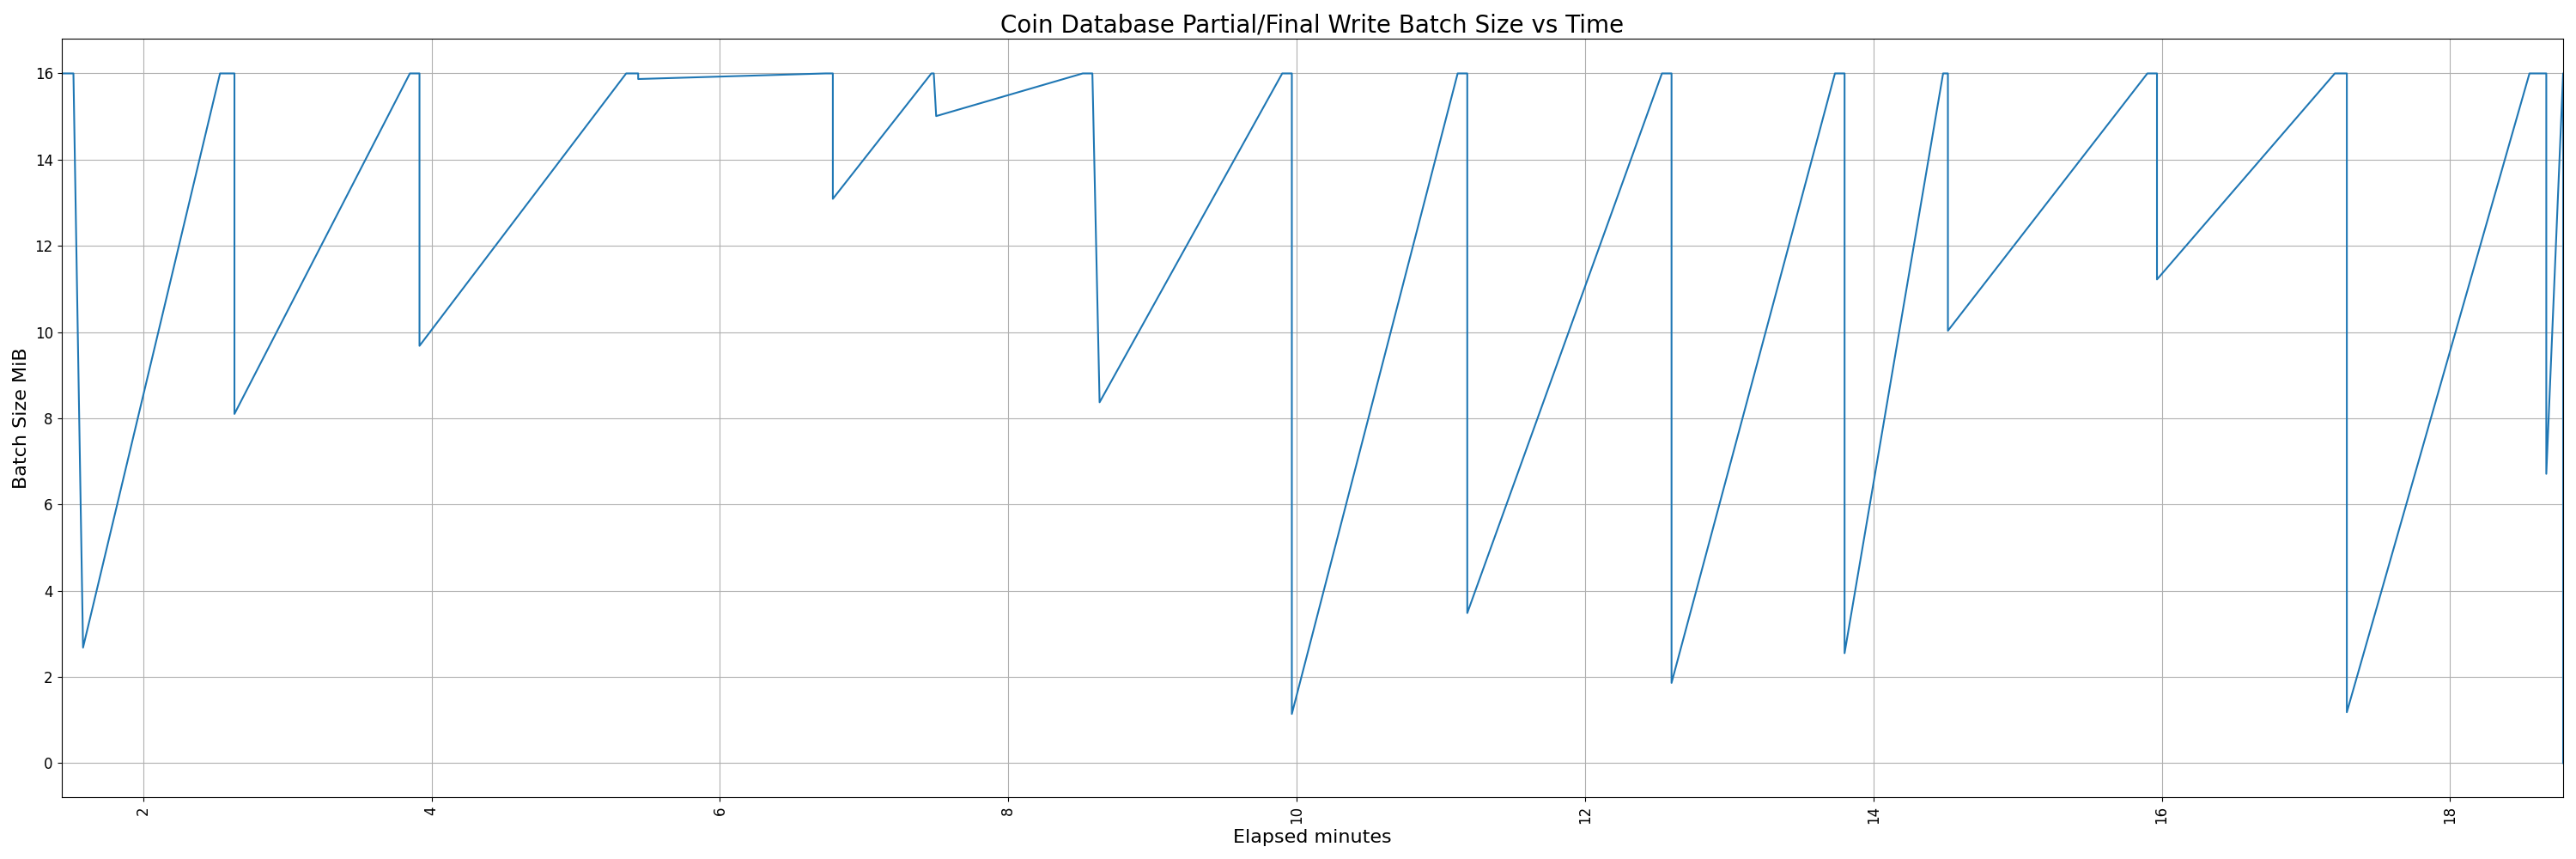 Coin Database Partial/Final Write Batch Size vs Time
Batch Size MiB
16
14
12
10
8
6
4
2
0
2 4 6 8 10 12 14 16 18
Elapsed minutes